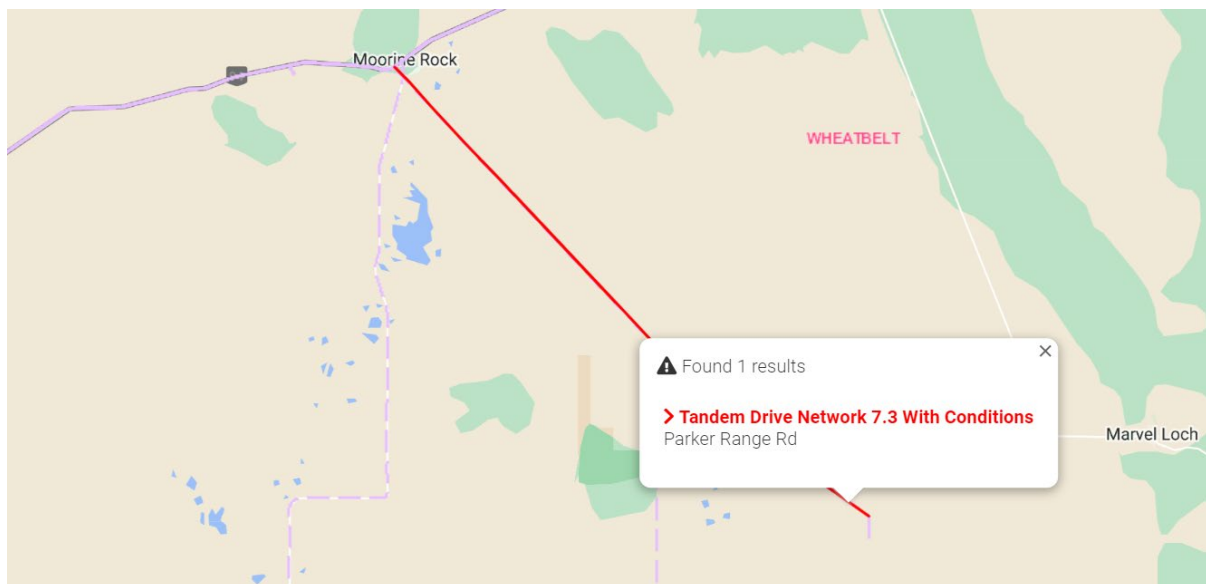 Moorine Rock
WHEATBELT
Found 1 results
Tandem Drive Network 7.3 With Conditions
Parker Range Rd
Marvel Loch